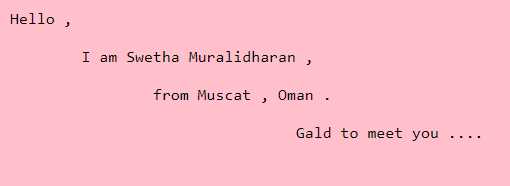 Hello ,
I am Swetha Muralidharan ,
from Muscat , Oman .
Gald to meet you ....